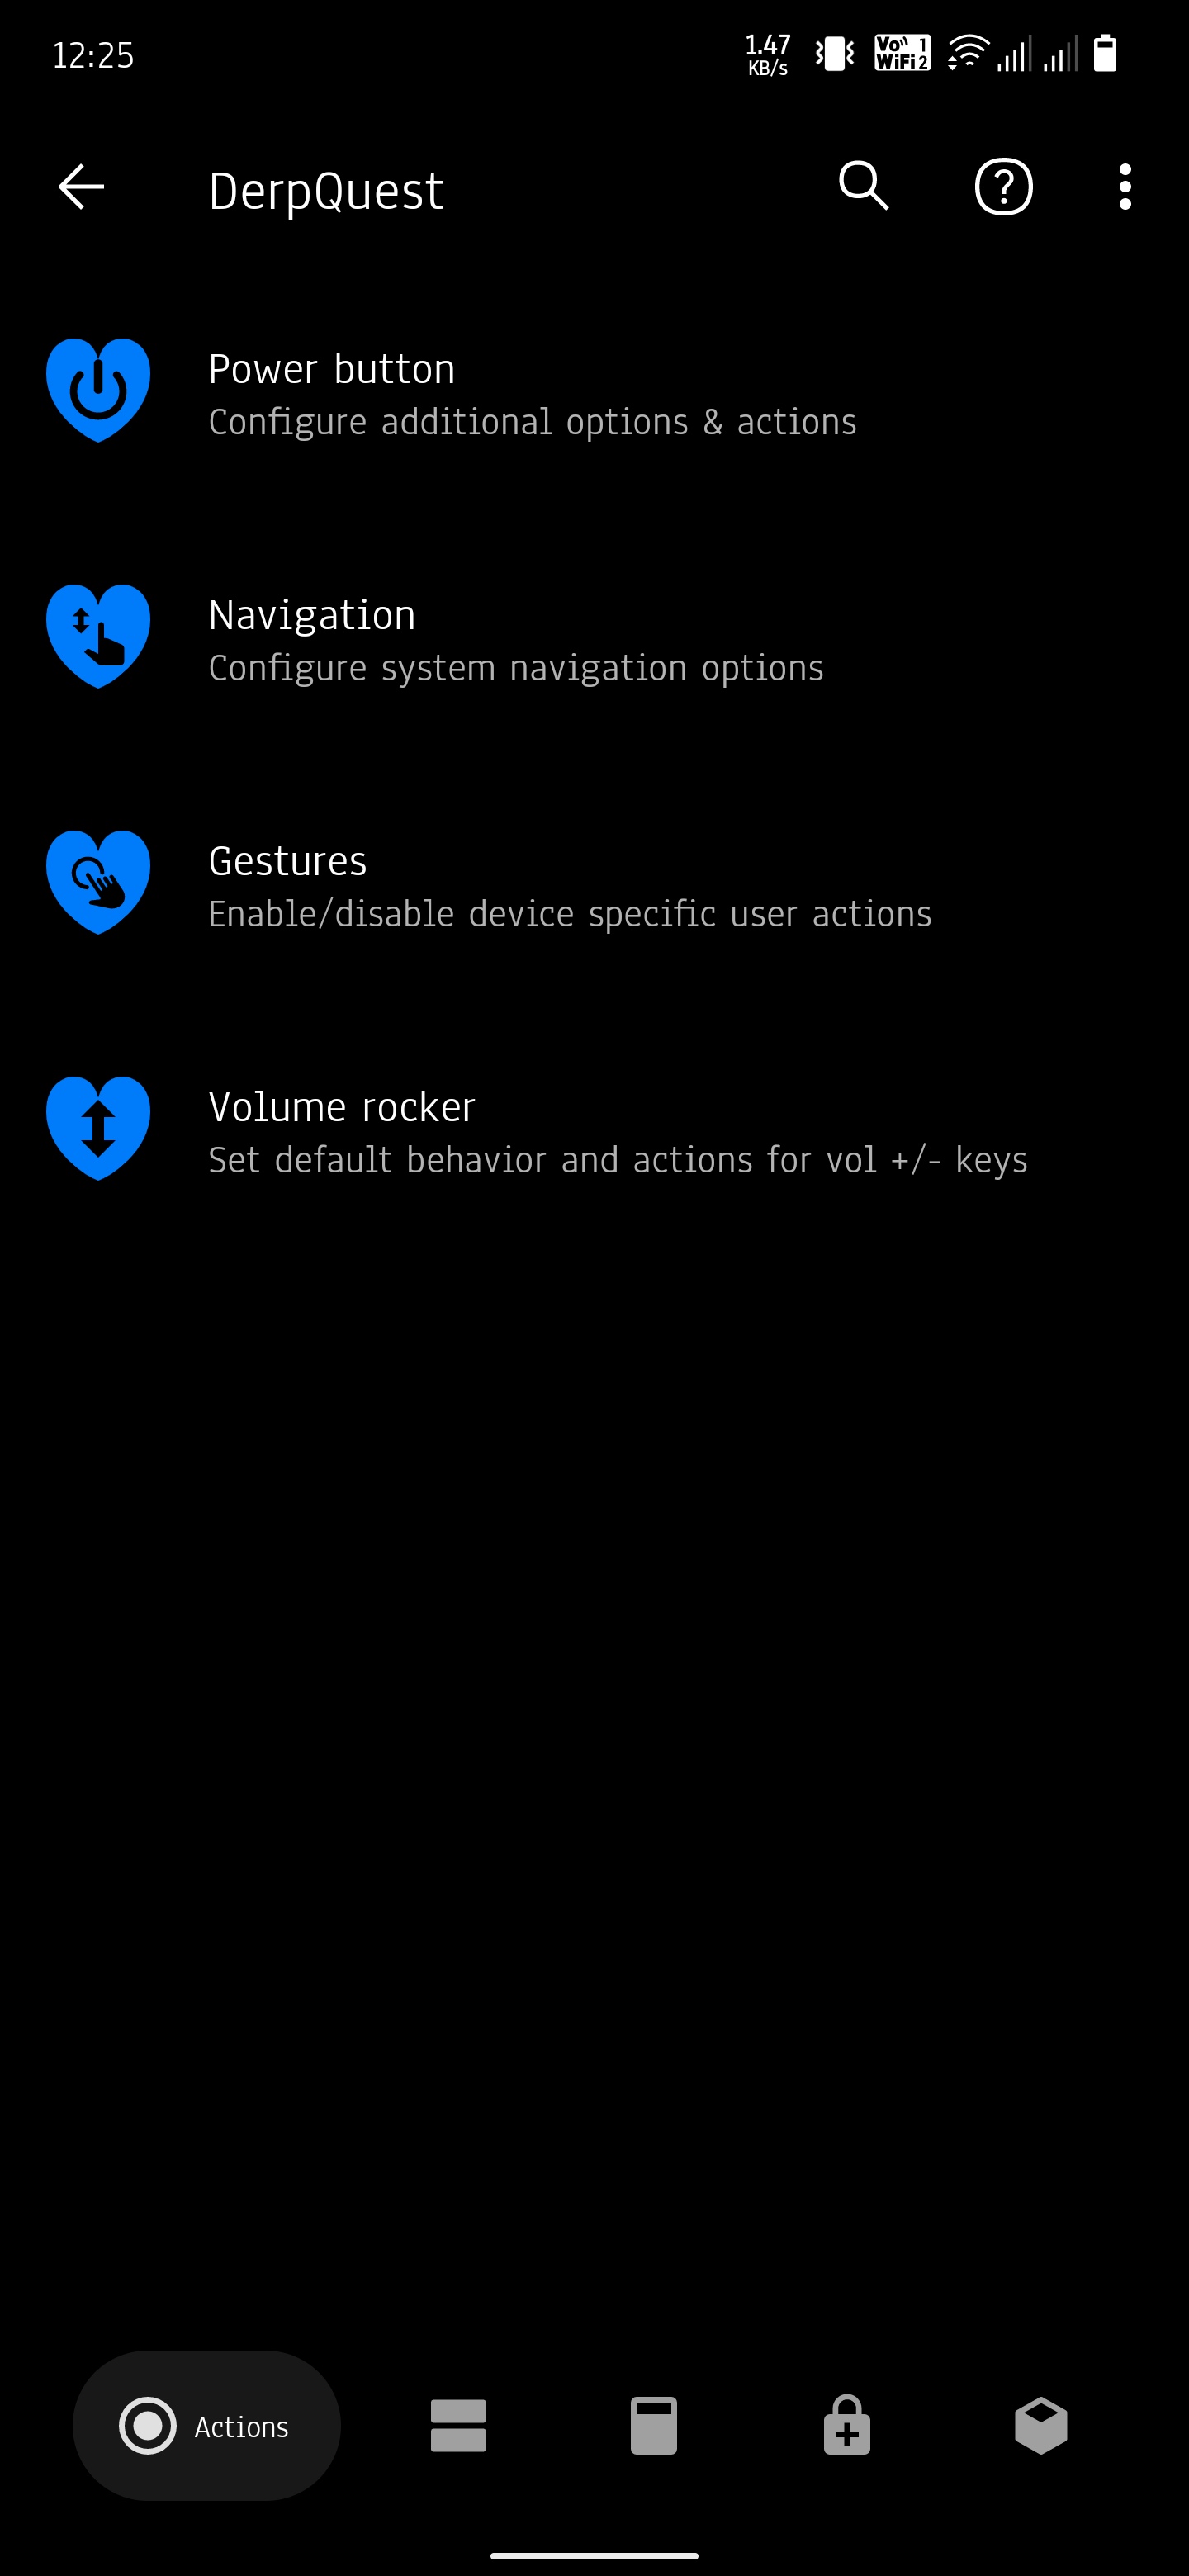 12:25
1.47
KB/s
Vo 1
WiFi 2
DerpQuest
Power button
Configure additional options & actions
Navigation
Configure system navigation options
Gestures
Enable/disable device specific user actions
Volume rocker
Set default behavior and actions for vol +/- keys
Actions